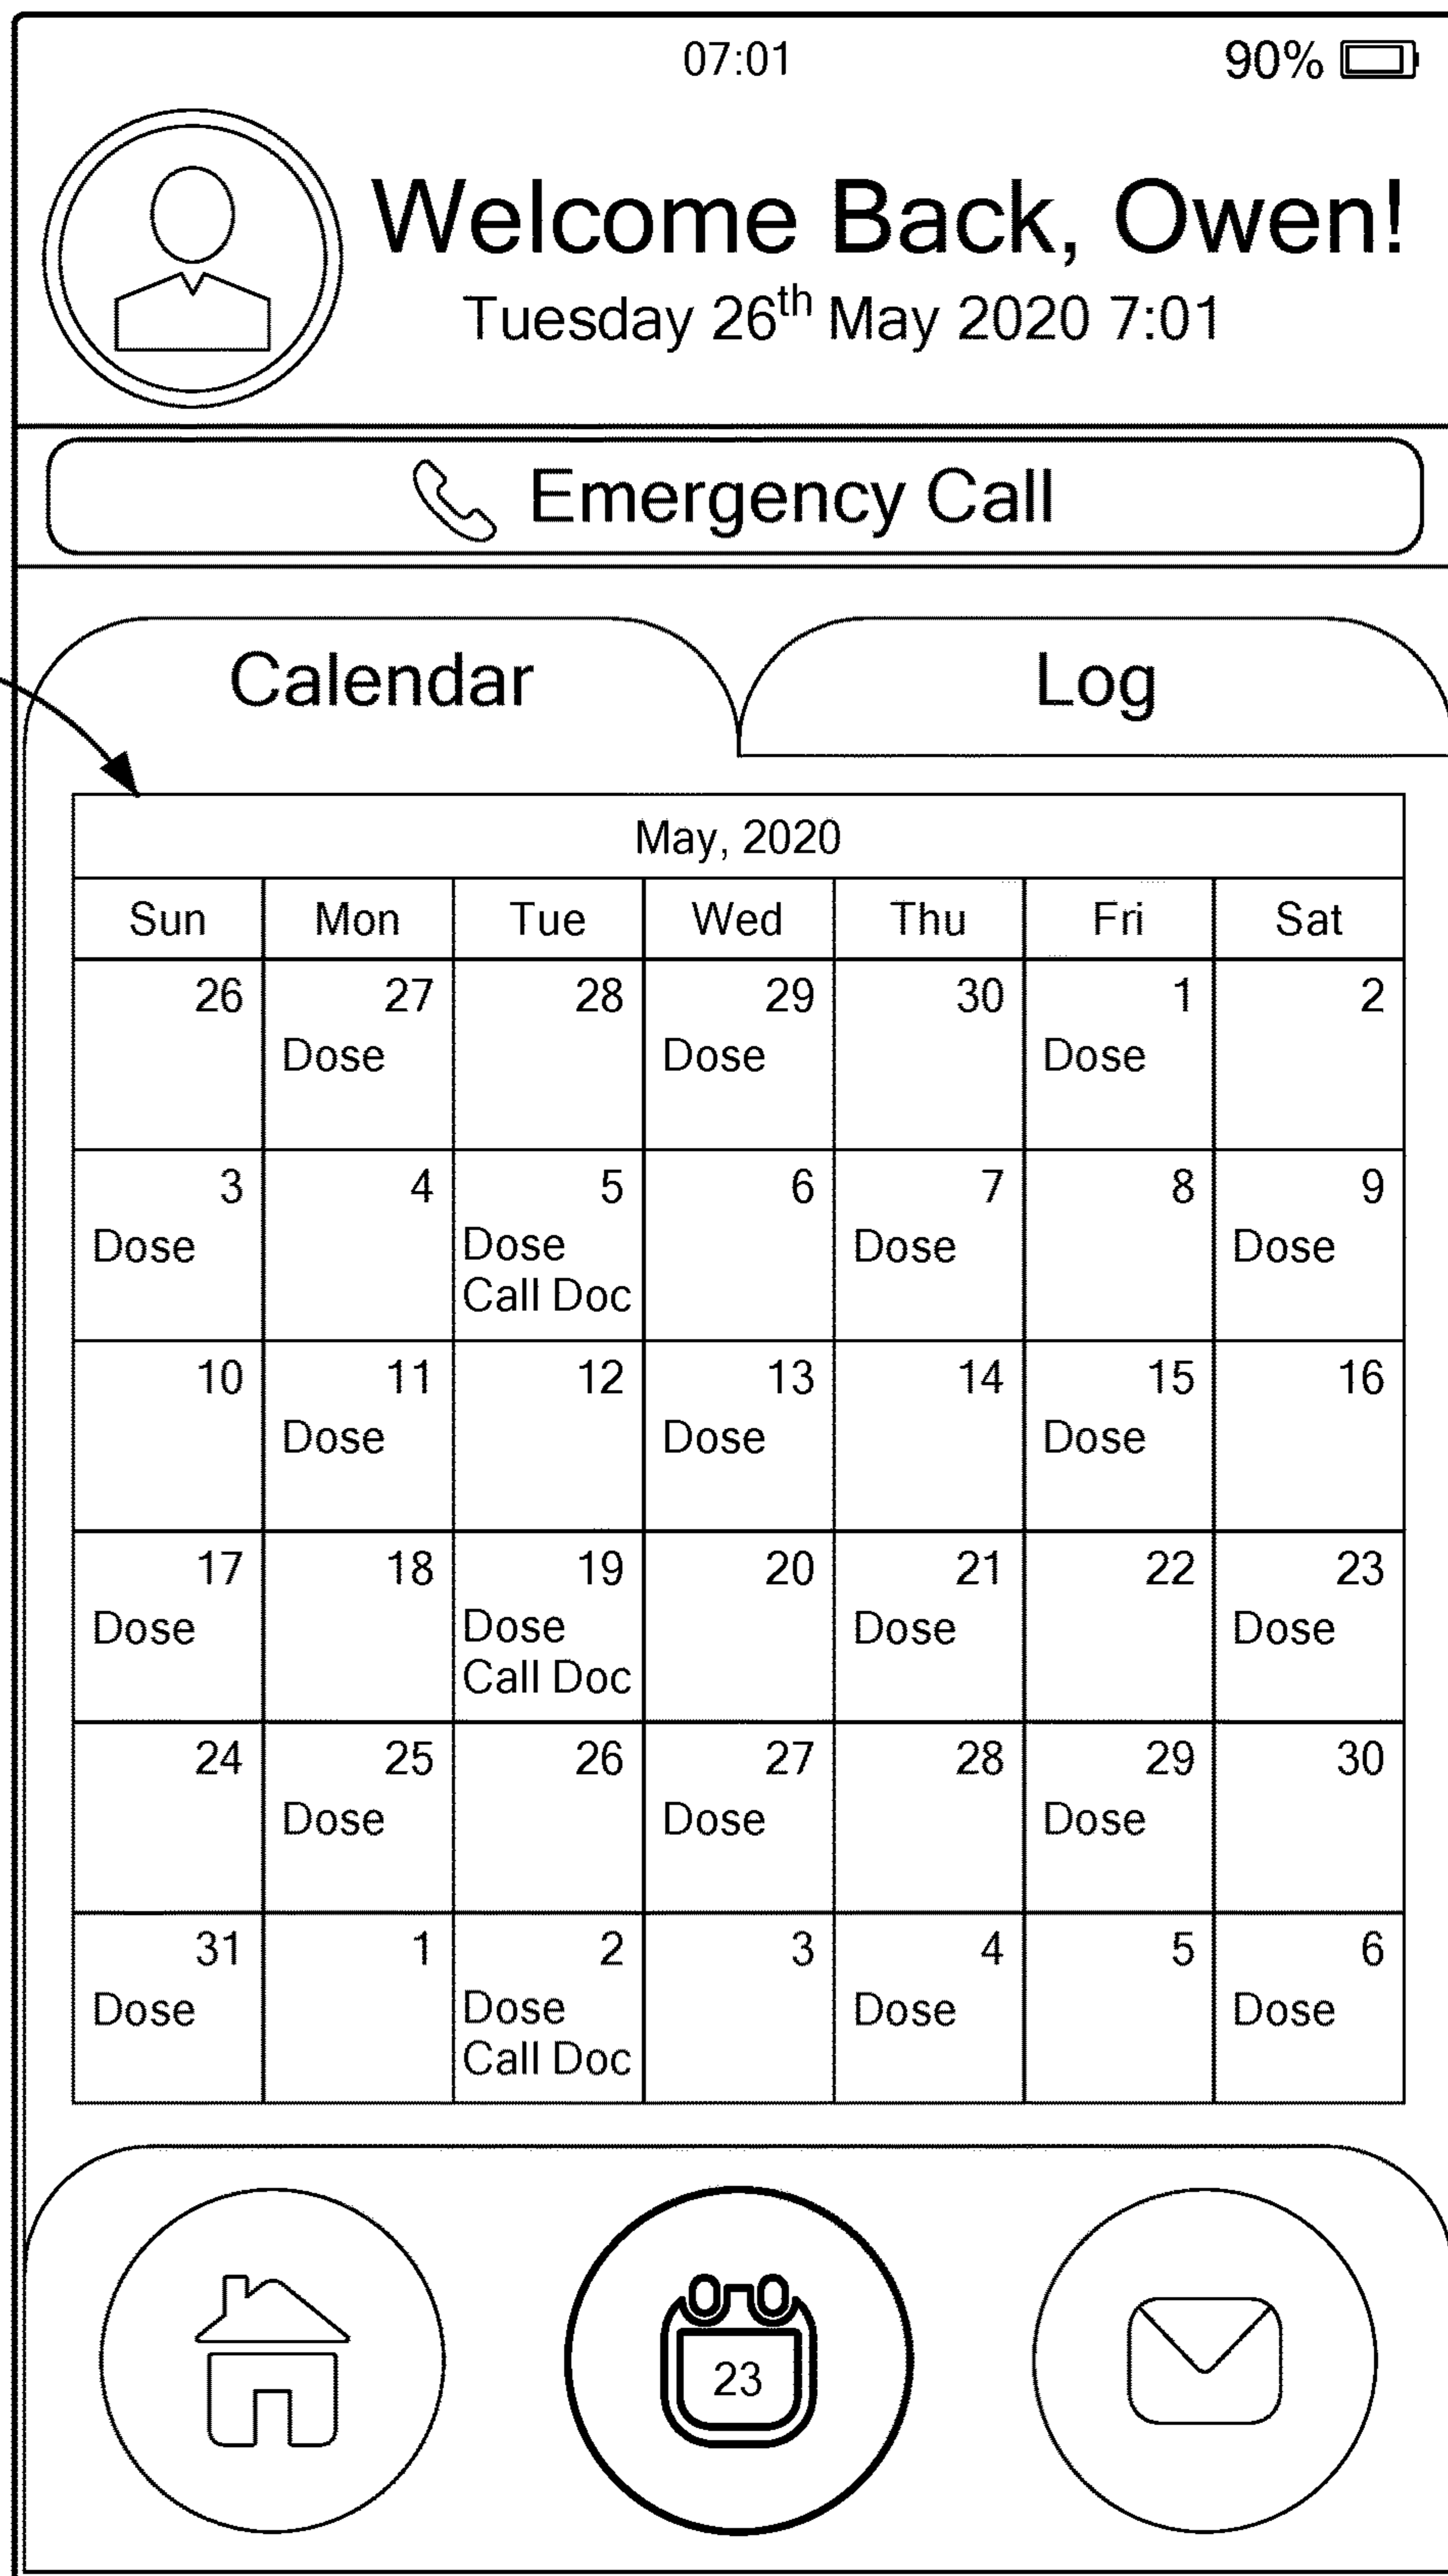 07:01 90%
Welcome Back, Owen!
Tuesday 26th May 2020 7:01
Emergency Call
Calendar Log
May, 2020
Sun Mon Tue Wed Thu Fri Sat
26 27 28 29 30 1 2
Dose Dose Dose
3 4 5 6 7 8 9
Dose Dose Dose Dose
Call Doc
10 11 12 13 14 15 16
Dose Dose Dose
17 18 19 20 21 22 23
Dose Dose Dose Dose
Call Doc
24 25 26 27 28 29 30
Dose Dose Dose
31 1 2 3 4 5 6
Dose Dose Dose Dose
Call Doc
23